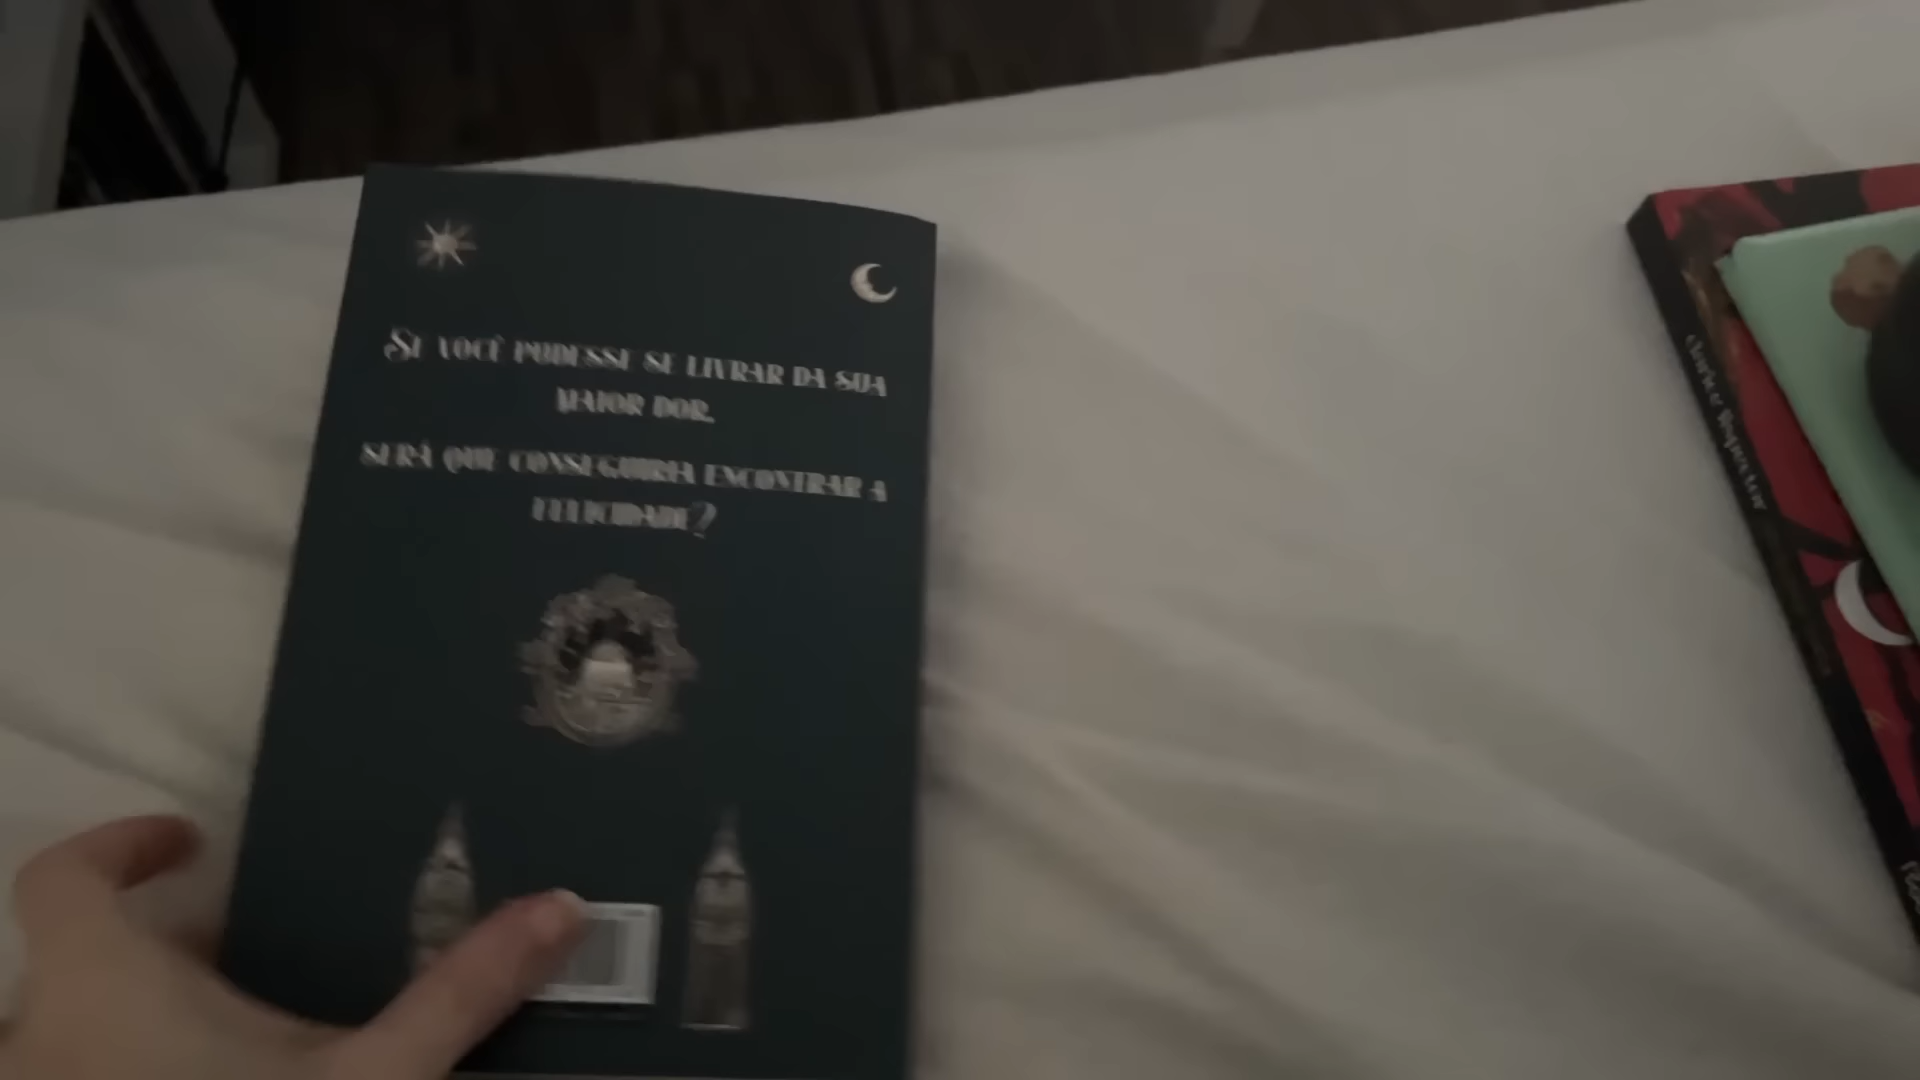 Se você pudesse se livrar da sua
maior dor,
será que conseguiria encontrar a
felicidade?